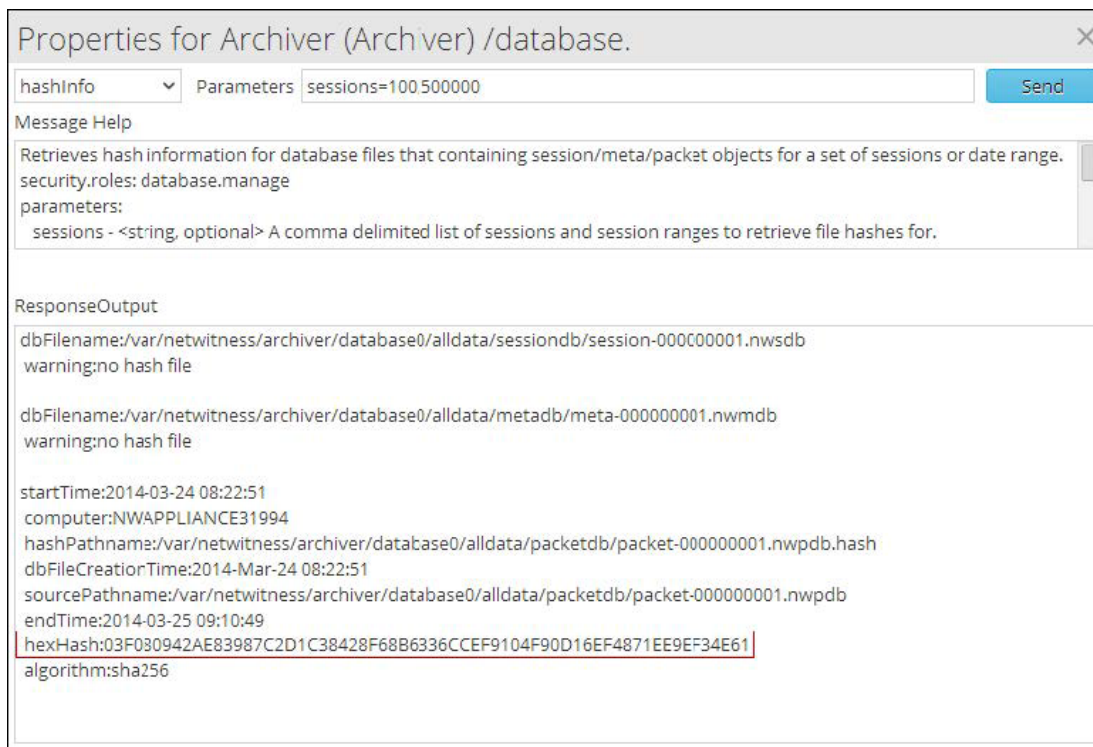 Properties for Archiver (Archiver) /database.
hashInfo Parameters sessions=100,500000 Send
Message Help
Retrieves hash information for database files that containing session/meta/packet objects for a set of sessions or date range.
security.roles: database.manage
parameters:
sessions - <string, optional> A comma delimited list of sessions and session ranges to retrieve file hashes for.
ResponseOutput
dbFilename:/var/netwitness/archiver/database0/alldata/sessiondb/session-000000001.nwsdb
warning:no hash file
dbFilename:/var/netwitness/archiver/database0/alldata/metadb/meta-000000001.nwmdb
warning:no hash file
startTime:2014-03-24 08:22:51
computer:NWAPPLIANCE31994
hashPathname:/var/netwitness/archiver/database0/alldata/packetdb/packet-000000001.nwpdb.hash
dbFileCreationTime:2014-Mar-24 08:22:51
sourcePathname:/var/netwitness/archiver/database0/alldata/packetdb/packet-000000001.nwpdb
endTime:2014-03-25 09:10:49
hexHash:03F080942AE83987C2D1C38428F68B6336CCEF9104F90D16EF4871EE9EF34E61
algorithm:sha256